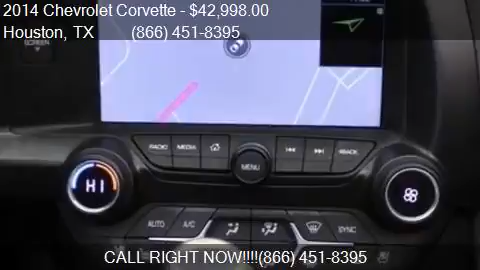 2014 Chevrolet Corvette - $42,998.00
Houston, TX (866) 451-8395
SCREEN
RADIO MEDIA MENU BACK
HI
AUTO A/C SYNC
CALL RIGHT NOW!!!!(866) 451-8395